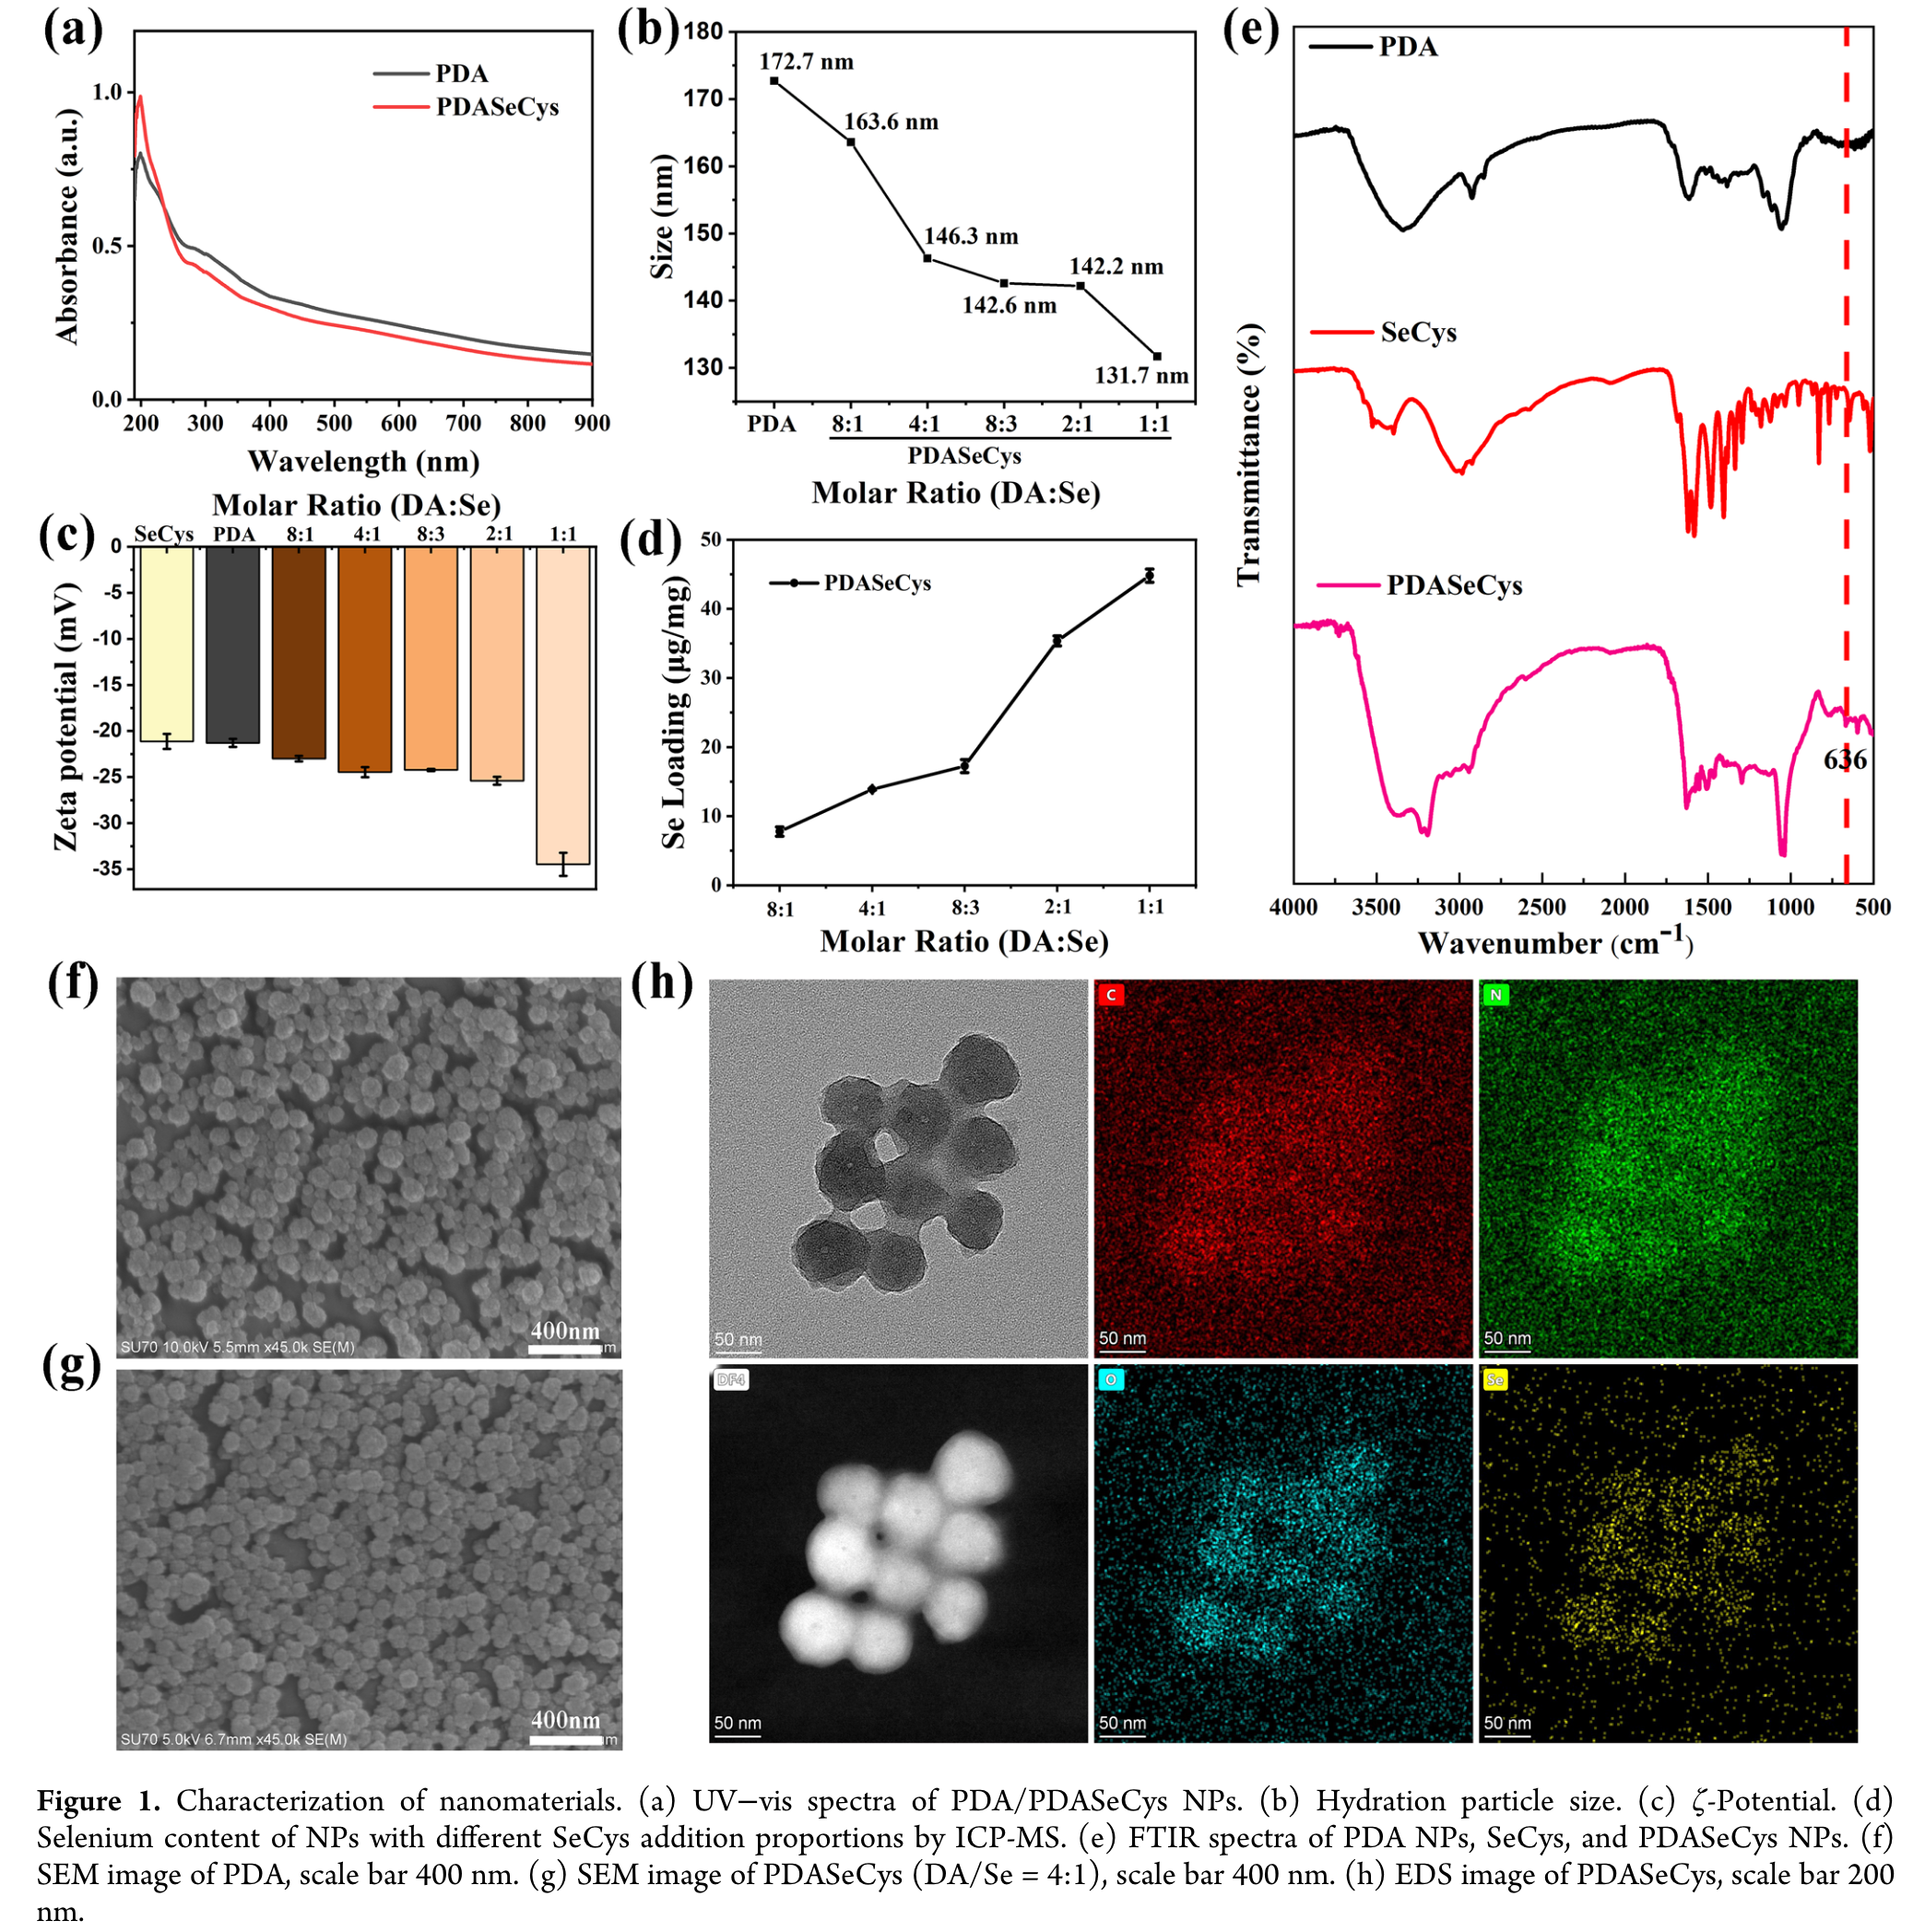 (a)
PDA
PDASeCys
1.0
0.5
0.0
Absorbance (a.u.)
200 300 400 500 600 700 800 900
Wavelength (nm)
(b)
180
170
160
150
140
130
Size (nm)
172.7 nm
163.6 nm
146.3 nm
142.6 nm
142.2 nm
131.7 nm
PDA 8:1 4:1 8:3 2:1 1:1
PDASeCys
Molar Ratio (DA:Se)
(c)
Molar Ratio (DA:Se)
SeCys PDA 8:1 4:1 8:3 2:1 1:1
0
-5
-10
-15
-20
-25
-30
-35
Zeta potential (mV)
(d)
PDASeCys
50
40
30
20
10
0
Se Loading (μg/mg)
8:1 4:1 8:3 2:1 1:1
Molar Ratio (DA:Se)
(e)
PDA
SeCys
PDASeCys
636
Transmittance (%)
4000 3500 3000 2500 2000 1500 1000 500
Wavenumber (cm⁻¹)
(f)
SU70 10.0kV 5.5mm x45.0k SE(M)
400nm
um
(g)
SU70 5.0kV 6.7mm x45.0k SE(M)
400nm
um
(h)
50 nm
C
50 nm
N
50 nm
DF4
50 nm
O
50 nm
Se
50 nm
Figure 1. Characterization of nanomaterials. (a) UV−vis spectra of PDA/PDASeCys NPs. (b) Hydration particle size. (c) ζ-Potential. (d)
Selenium content of NPs with different SeCys addition proportions by ICP-MS. (e) FTIR spectra of PDA NPs, SeCys, and PDASeCys NPs. (f)
SEM image of PDA, scale bar 400 nm. (g) SEM image of PDASeCys (DA/Se = 4:1), scale bar 400 nm. (h) EDS image of PDASeCys, scale bar 200
nm.